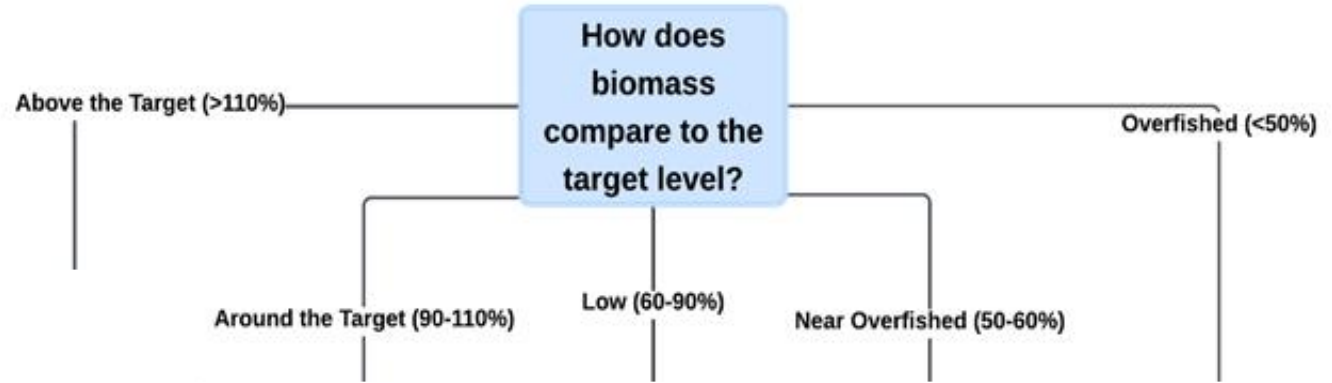 How does
biomass
compare to the
target level?
Above the Target (>110%)
Overfished (<50%)
Around the Target (90-110%)
Low (60-90%)
Near Overfished (50-60%)